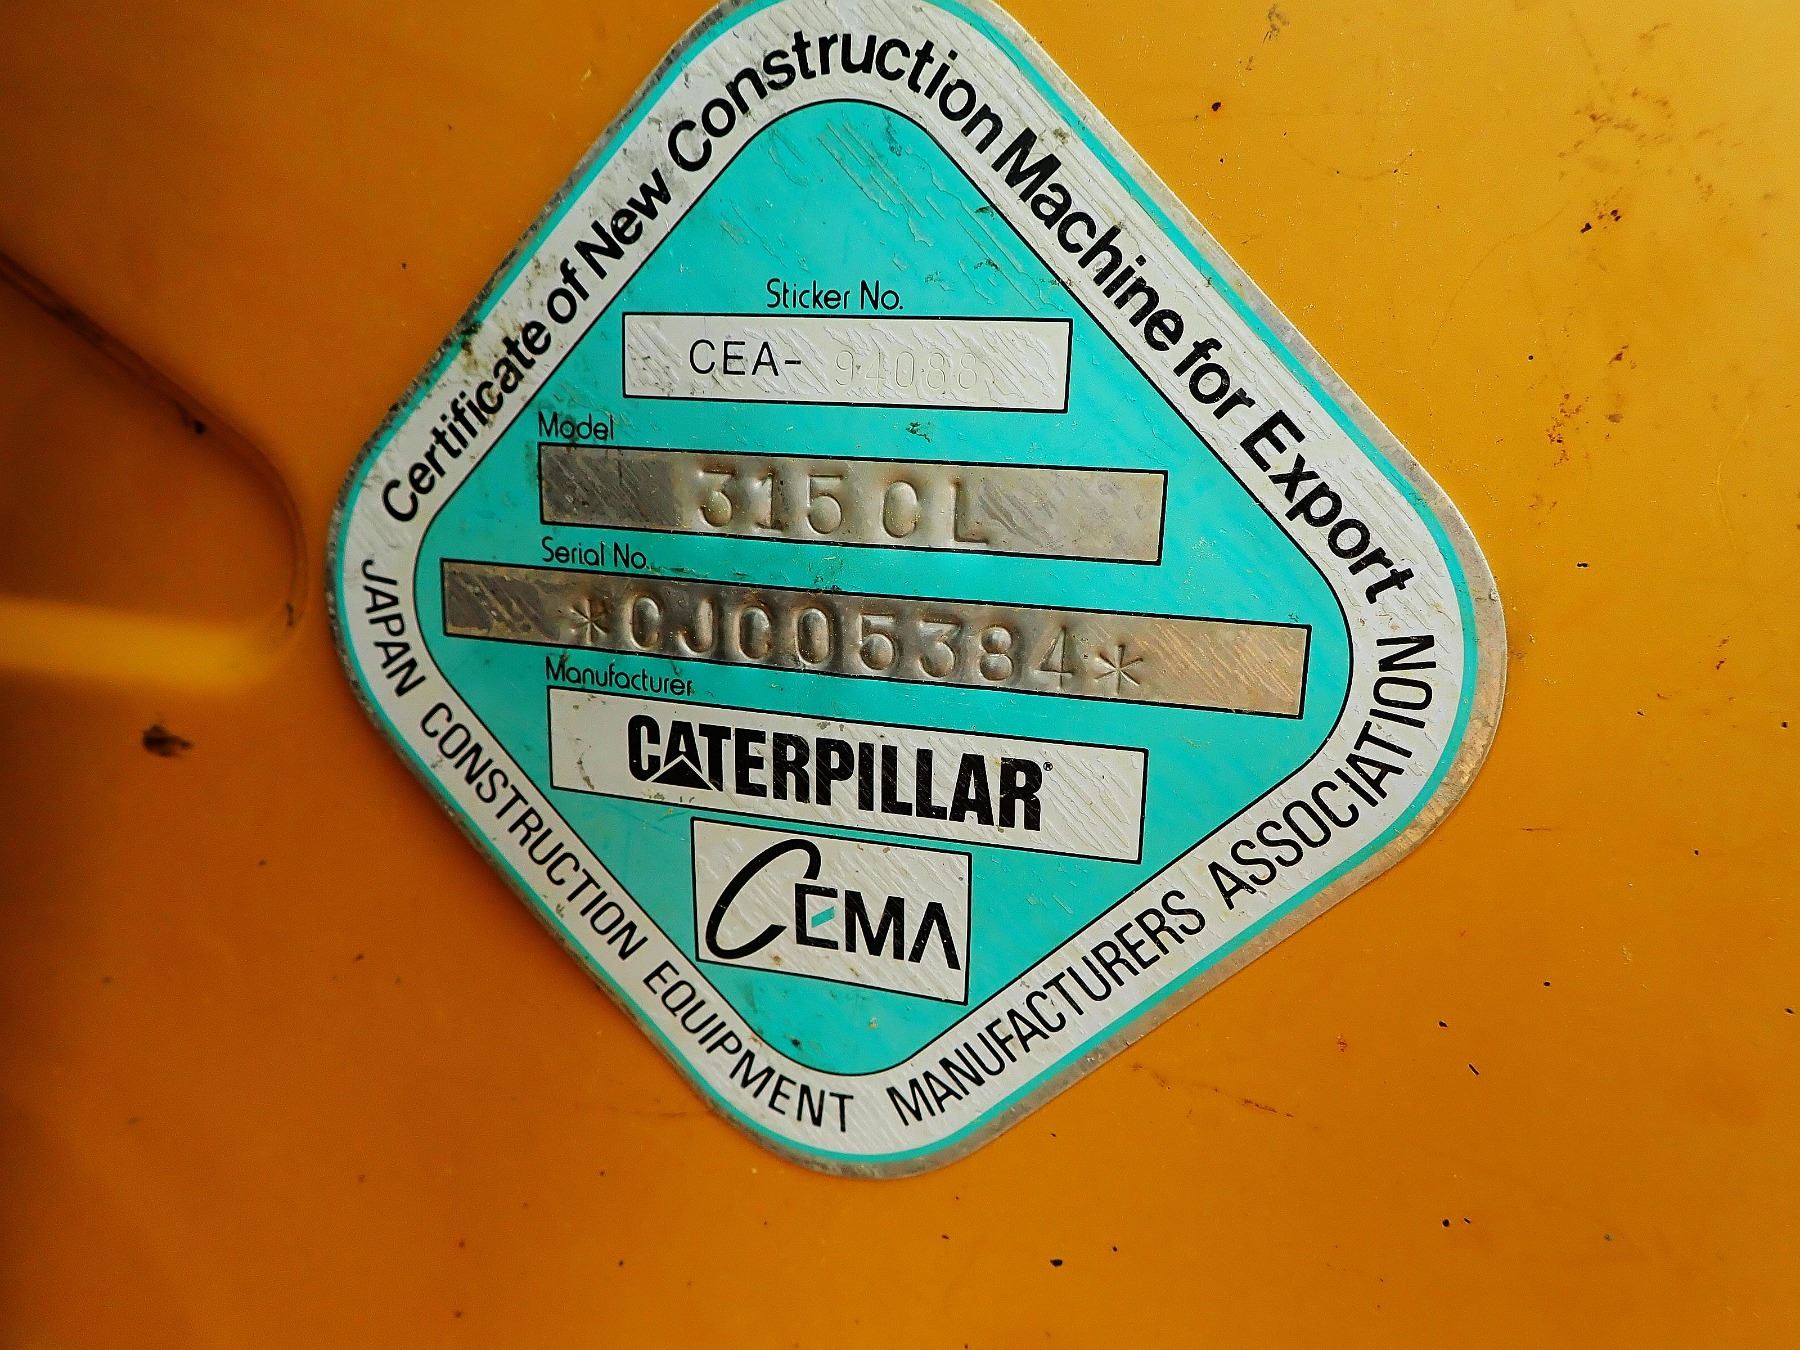 Certificate of New Construction Machine for Export
Sticker No.
CEA- 94088
Model
315CL
Serial No.
*CJC05384*
Manufacturer
CATERPILLAR®
CEMA
JAPAN CONSTRUCTION EQUIPMENT MANUFACTURERS ASSOCIATION